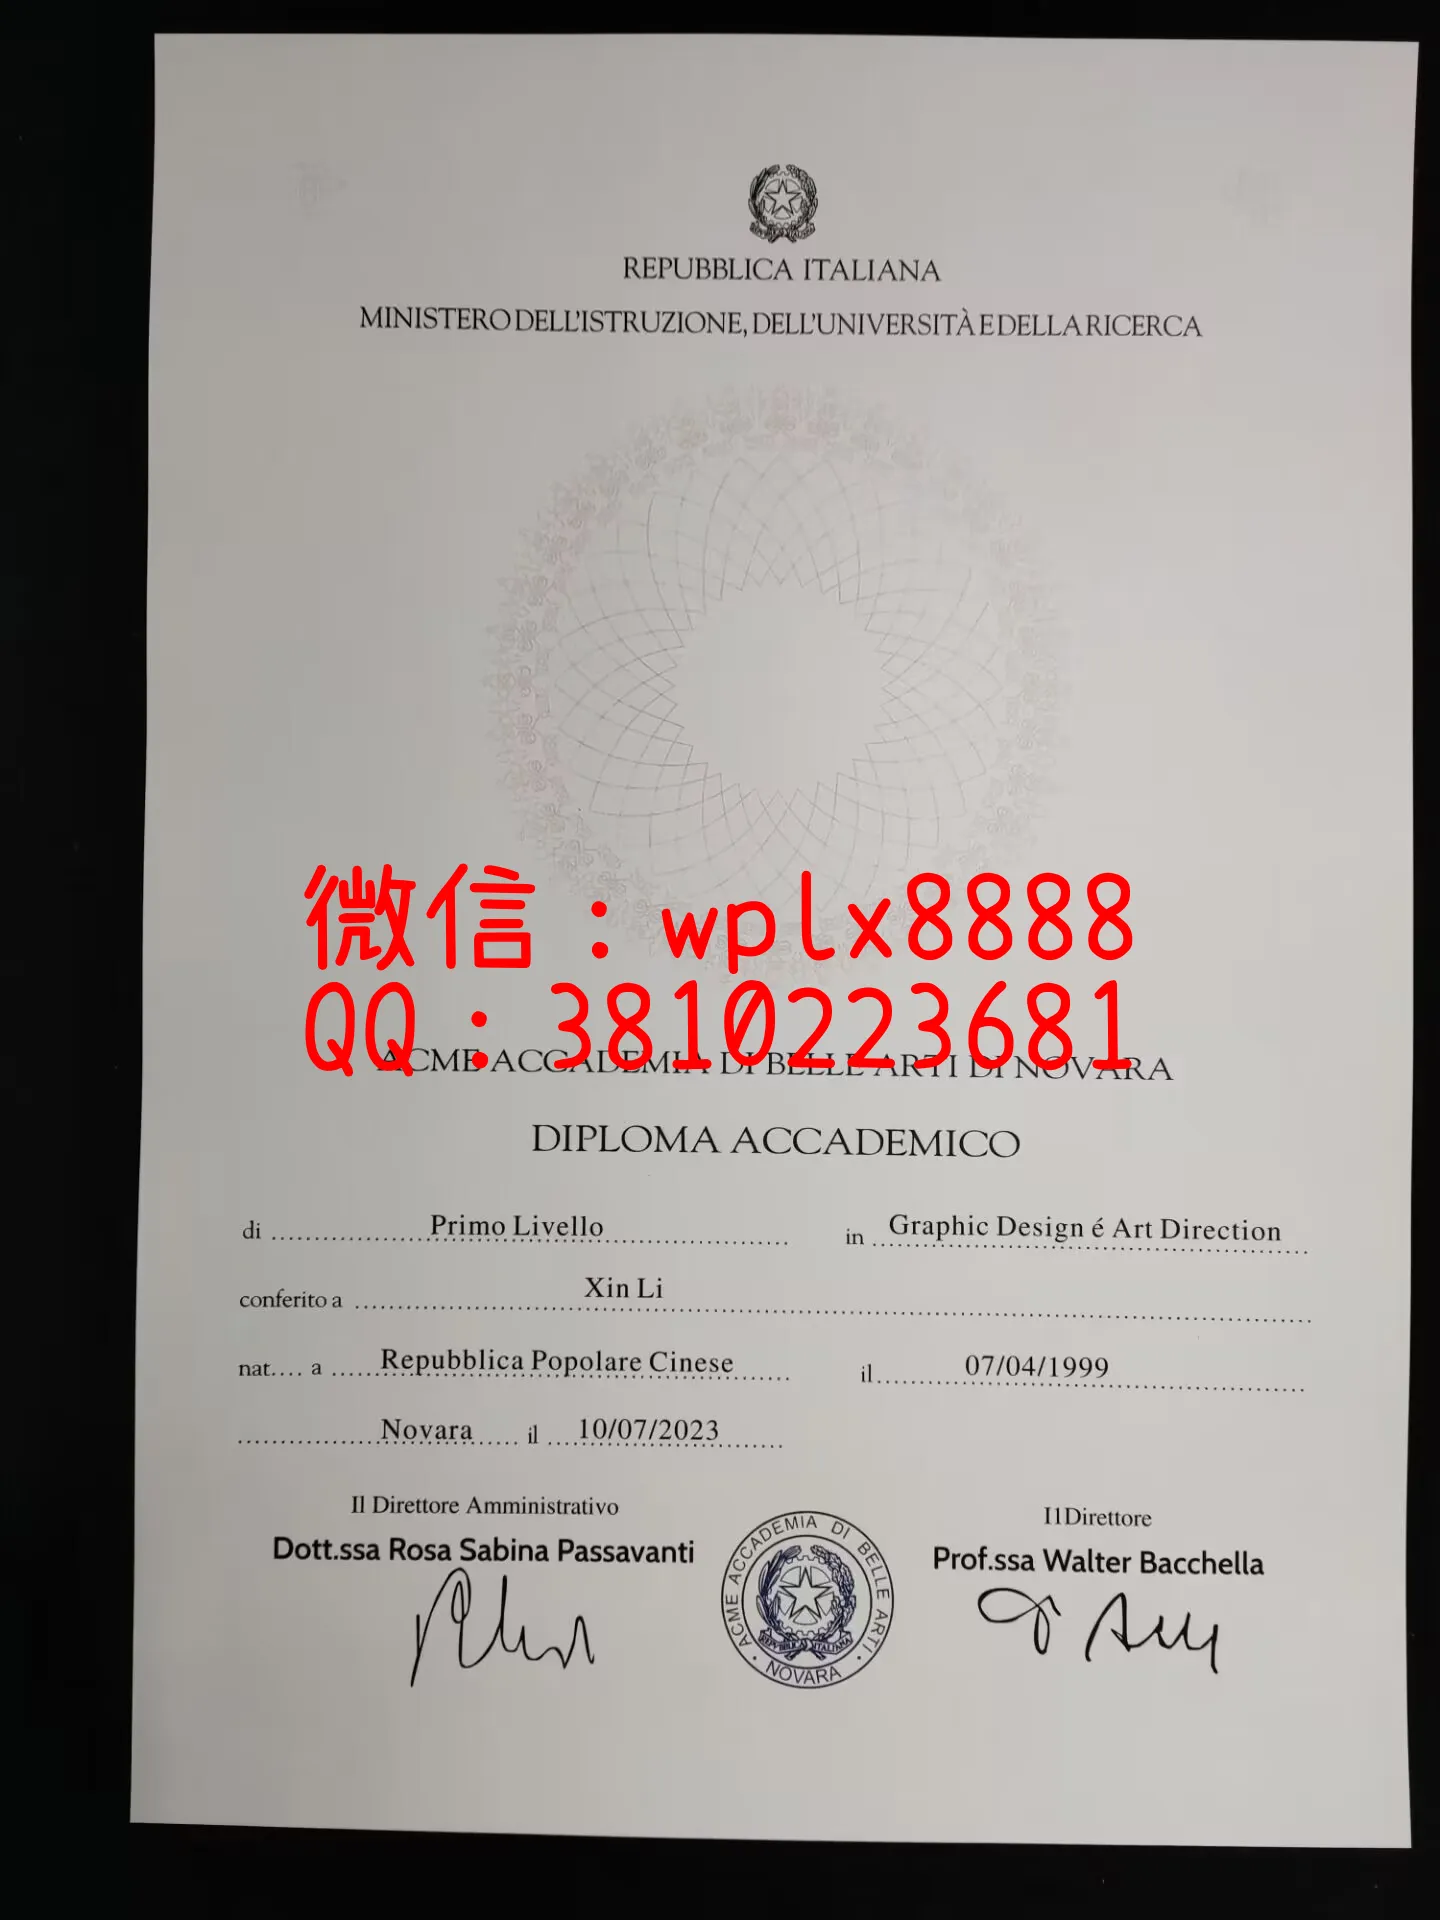 REPUBBLICA ITALIANA
MINISTERO DELL'ISTRUZIONE, DELL'UNIVERSITÀ E DELLA RICERCA
微信：wplx8888
QQ：3810223681
ACME ACCADEMIA DI BELLE ARTI DI NOVARA
DIPLOMA ACCADEMICO
di ........ Primo Livello ........ in ........ Graphic Design é Art Direction ........
conferito a ........ Xin Li ........
nat.... a ........ Repubblica Popolare Cinese ........ il ........ 07/04/1999 ........
........ Novara ........ il ........ 10/07/2023 ........
Il Direttore Amministrativo
Dott.ssa Rosa Sabina Passavanti
I1Direttore
Prof.ssa Walter Bacchella
ACME ACCADEMIA DI BELLE ARTI
· NOVARA ·
REPVBBLICA ITALIANA